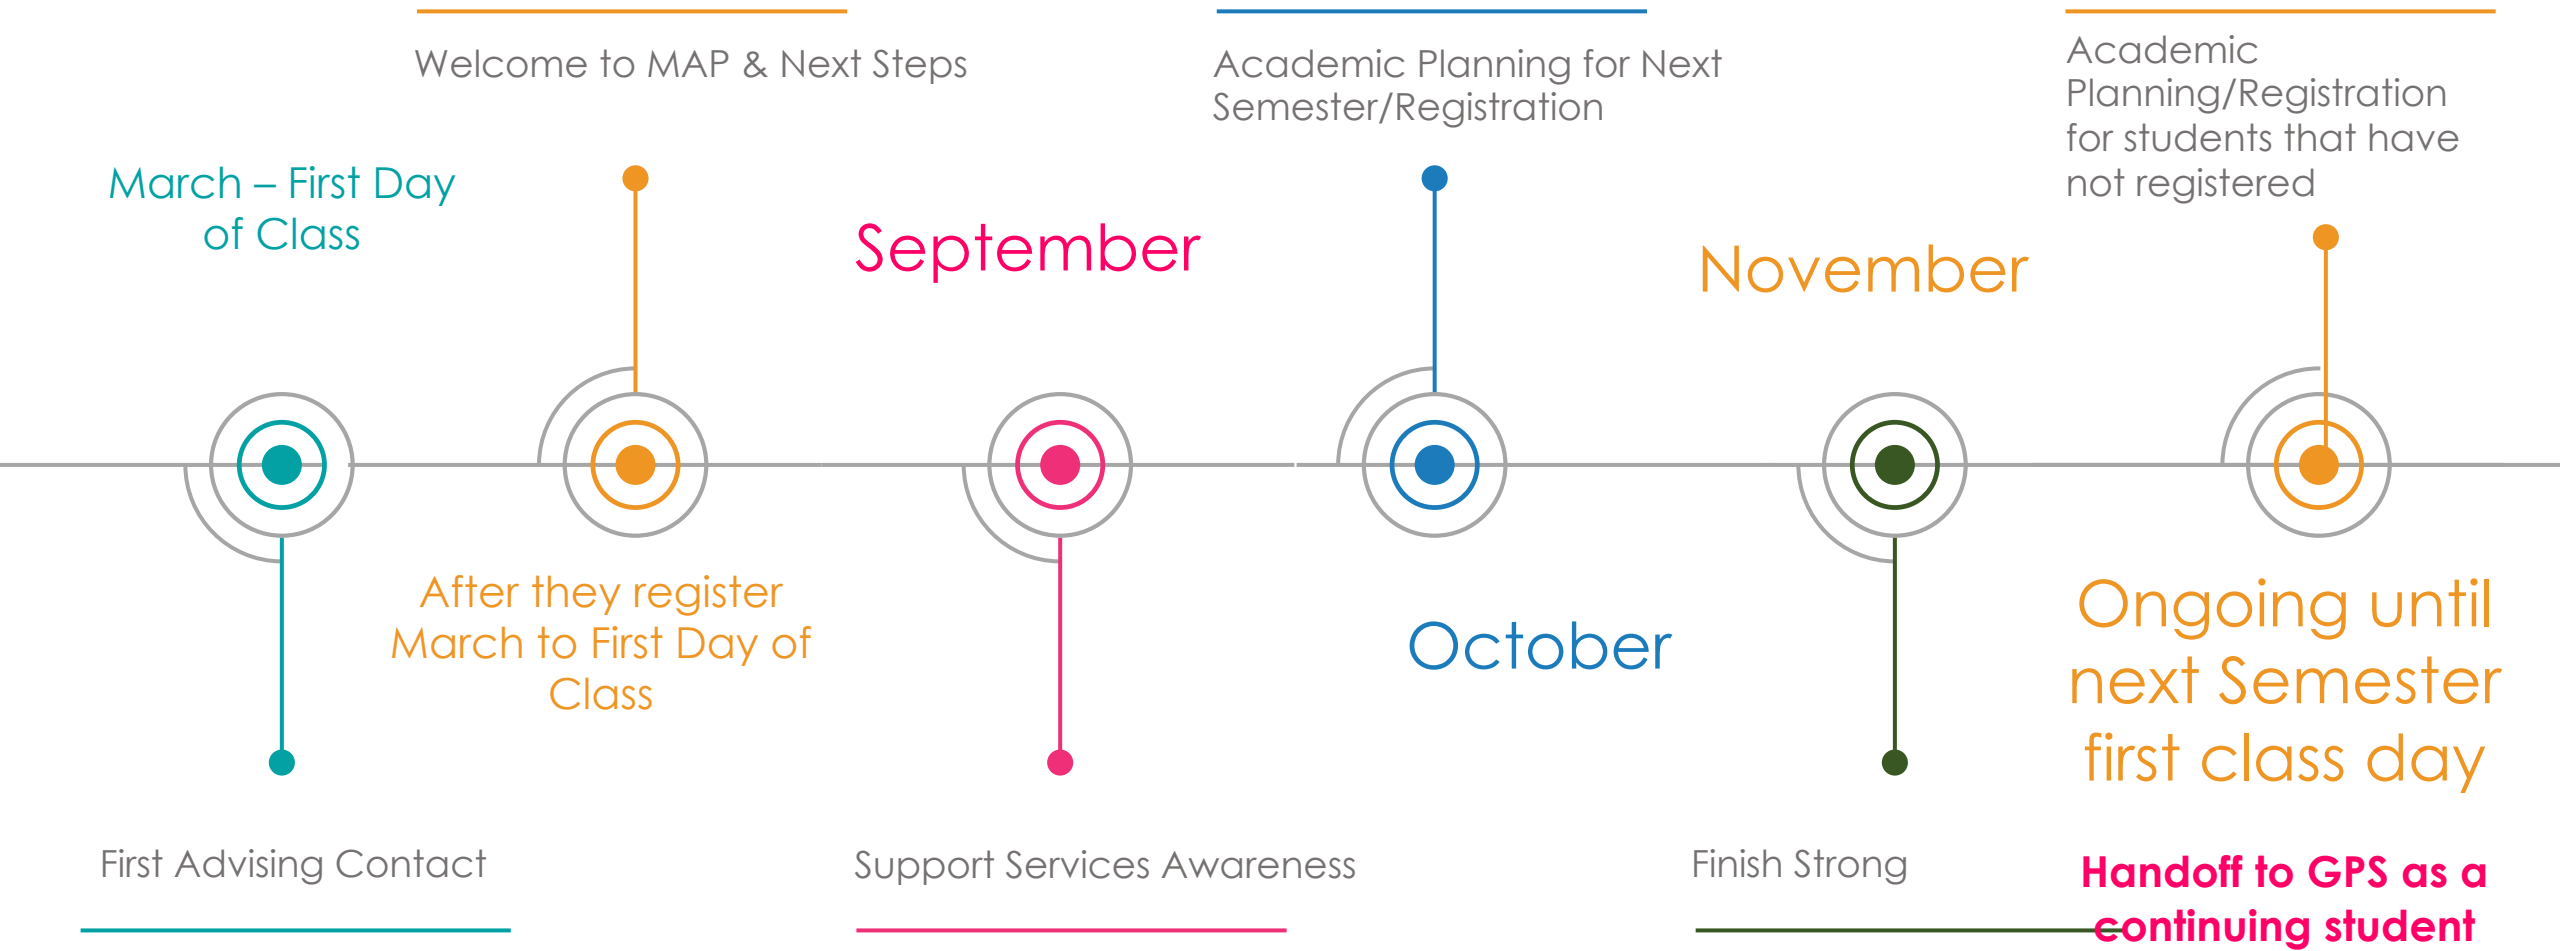 Welcome to MAP & Next Steps
Academic Planning for Next
Semester/Registration
Academic
Planning/Registration
for students that have
not registered
March – First Day
of Class
September
November
After they register
March to First Day of
Class
October
Ongoing until
next Semester
first class day
First Advising Contact
Support Services Awareness
Finish Strong
Handoff to GPS as a
continuing student